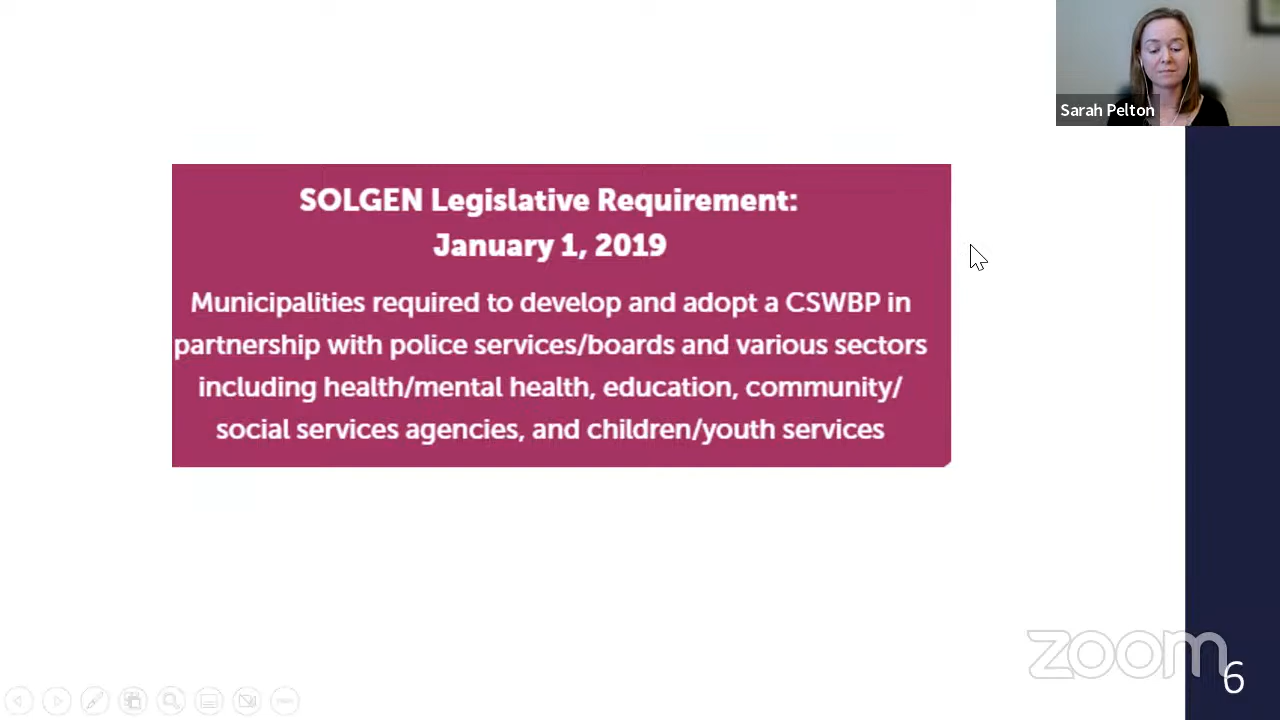 Sarah Pelton
SOLGEN Legislative Requirement:
January 1, 2019
Municipalities required to develop and adopt a CSWBP in
partnership with police services/boards and various sectors
including health/mental health, education, community/
social services agencies, and children/youth services
zoom
6